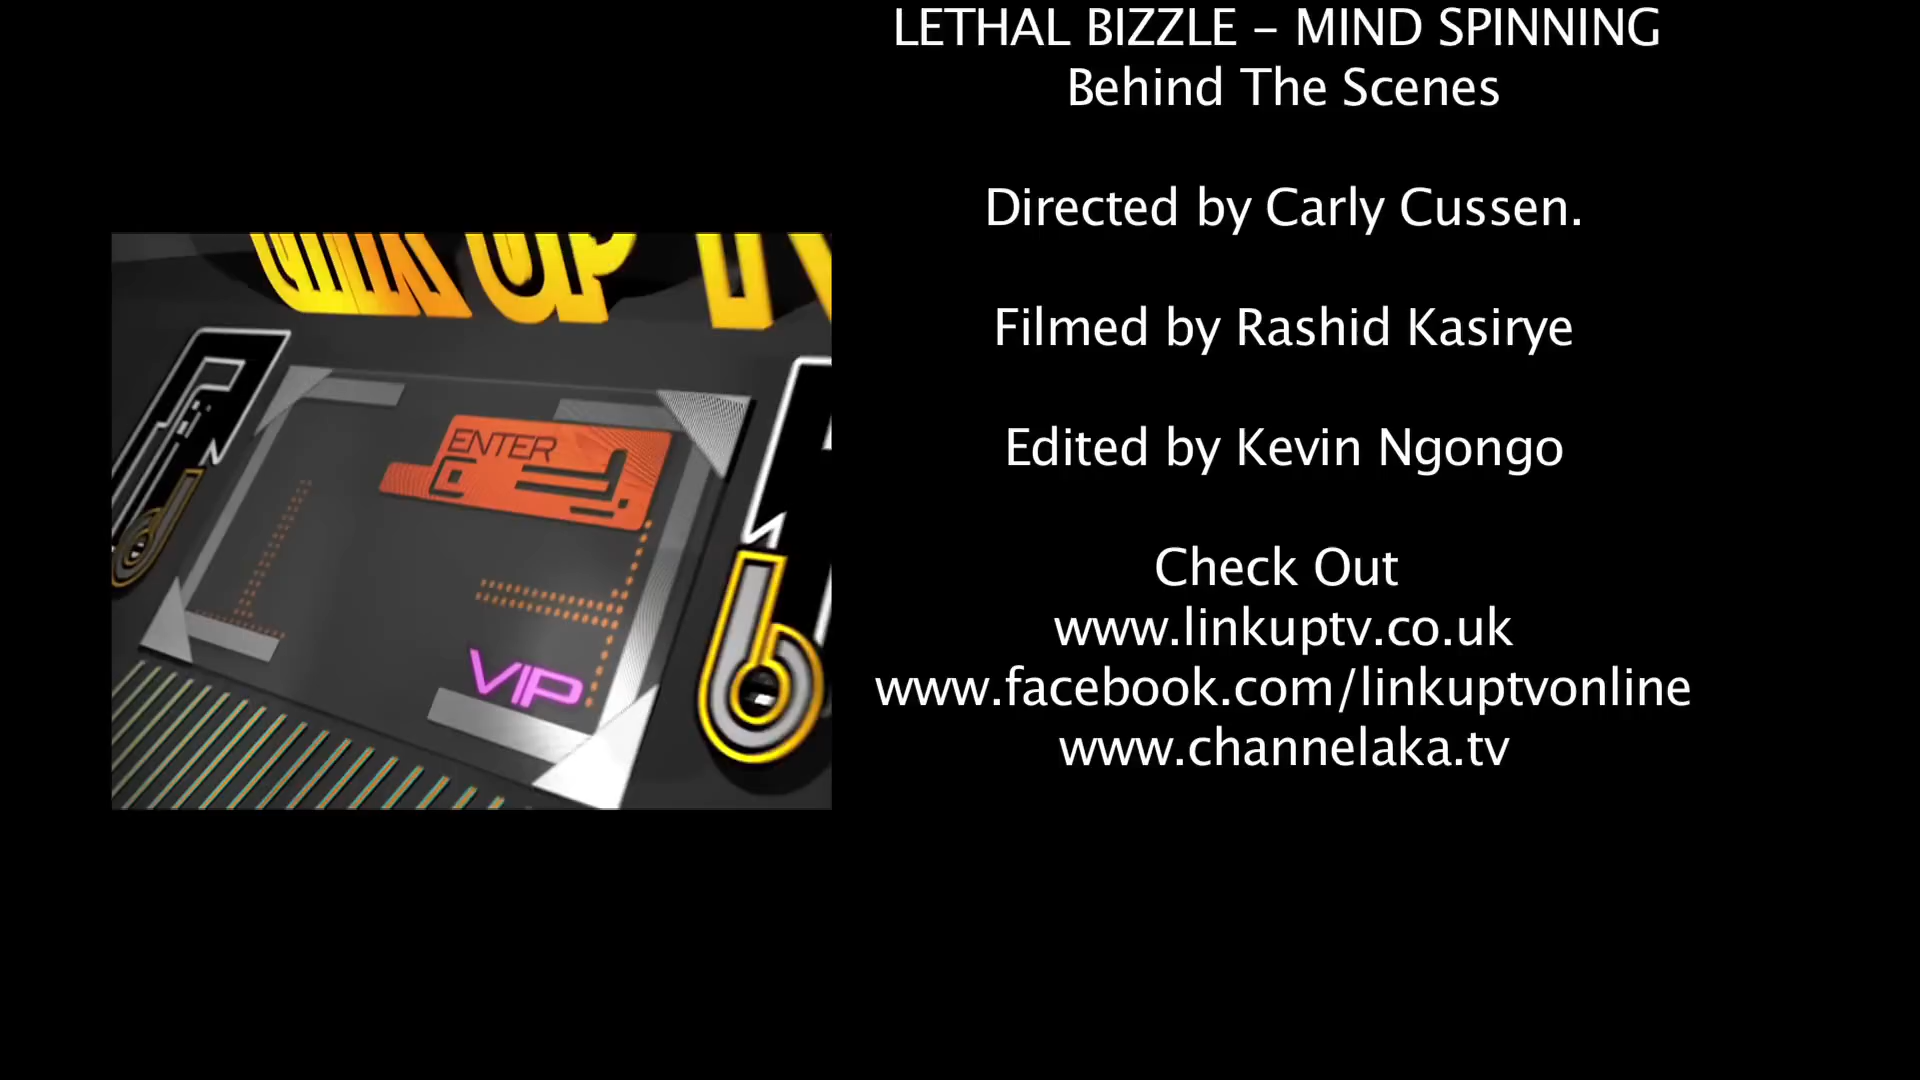 LETHAL BIZZLE – MIND SPINNING
Behind The Scenes
Directed by Carly Cussen.
Filmed by Rashid Kasirye
Edited by Kevin Ngongo
Check Out
www.linkuptv.co.uk
www.facebook.com/linkuptvonline
www.channelaka.tv
UP
ENTER
VIP